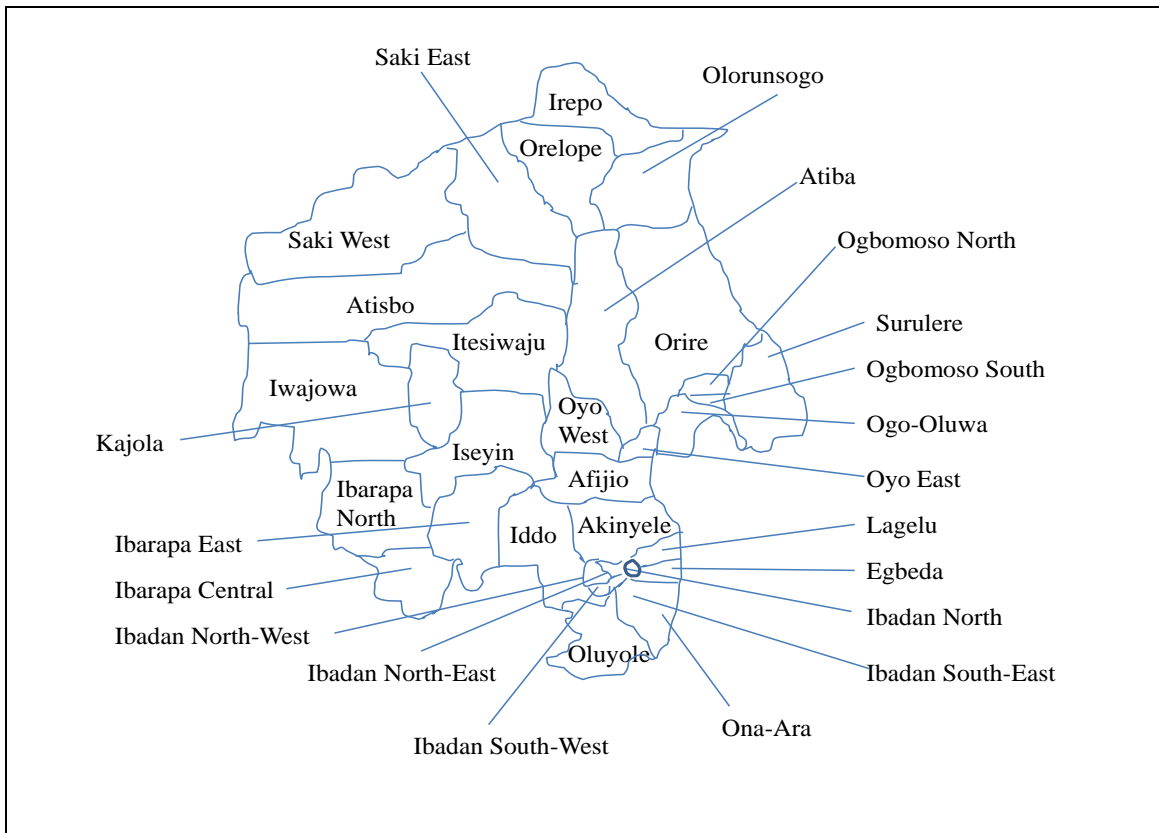 Saki East
Olorunsogo
Irepo
Orelope
Atiba
Saki West
Ogbomoso North
Atisbo
Surulere
Itesiwaju
Orire
Ogbomoso South
Iwajowa
Oyo
West
Ogo-Oluwa
Kajola
Iseyin
Afijio
Oyo East
Ibarapa
North
Akinyele
Lagelu
Iddo
Ibarapa East
Egbeda
Ibarapa Central
Ibadan North
Ibadan North-West
Oluyole
Ibadan North-East
Ibadan South-East
Ona-Ara
Ibadan South-West